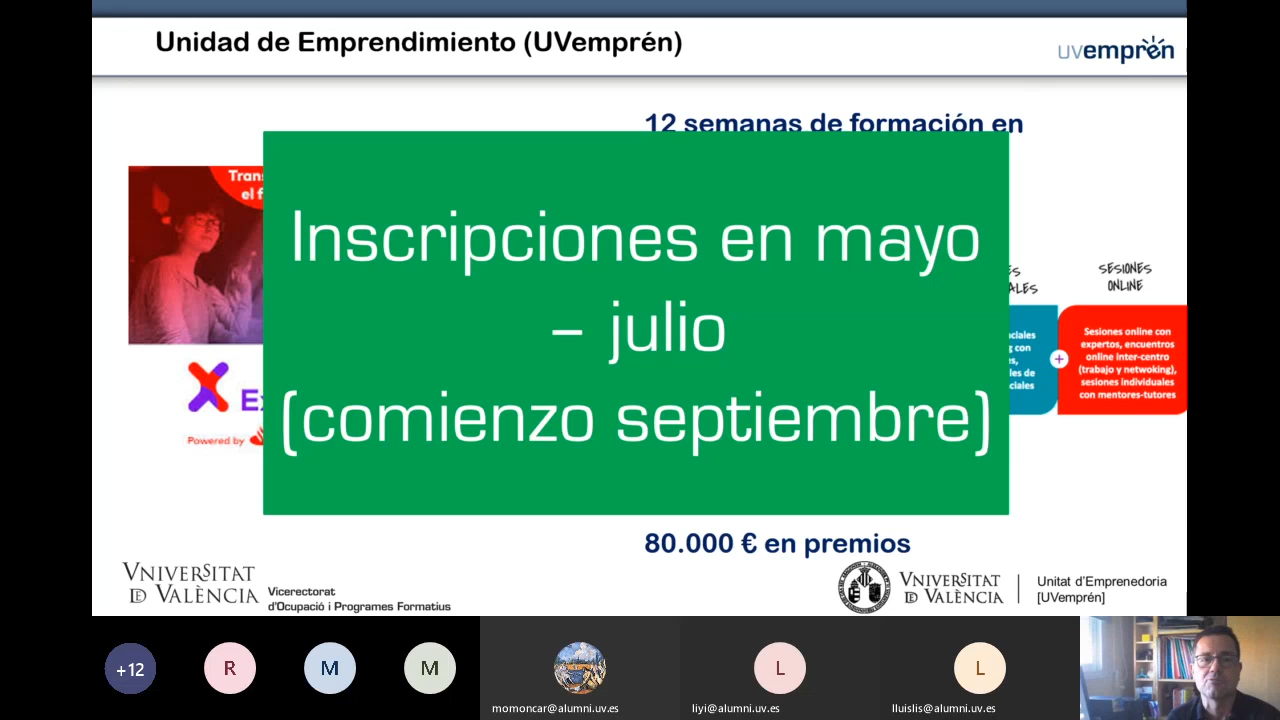 Unidad de Emprendimiento (UVemprén)
uvemprén
12 semanas de formación en
Inscripciones en mayo
– julio
(comienzo septiembre)
SESIONES
ONLINE
ALES
Sesiones online con
expertos, encuentros
online inter-centro
(trabajo y netwoking),
sesiones individuales
con mentores-tutores
+
Powered by
80.000 € en premios
VNIVERSITAT
DE VALÈNCIA
Vicerectorat
d'Ocupació i Programes Formatius
VNIVERSITAT
DE VALÈNCIA
Unitat d'Emprenedoria
[UVemprén]
+12
R
M
M
L
L
momoncar@alumni.uv.es
liyi@alumni.uv.es
lluislis@alumni.uv.es